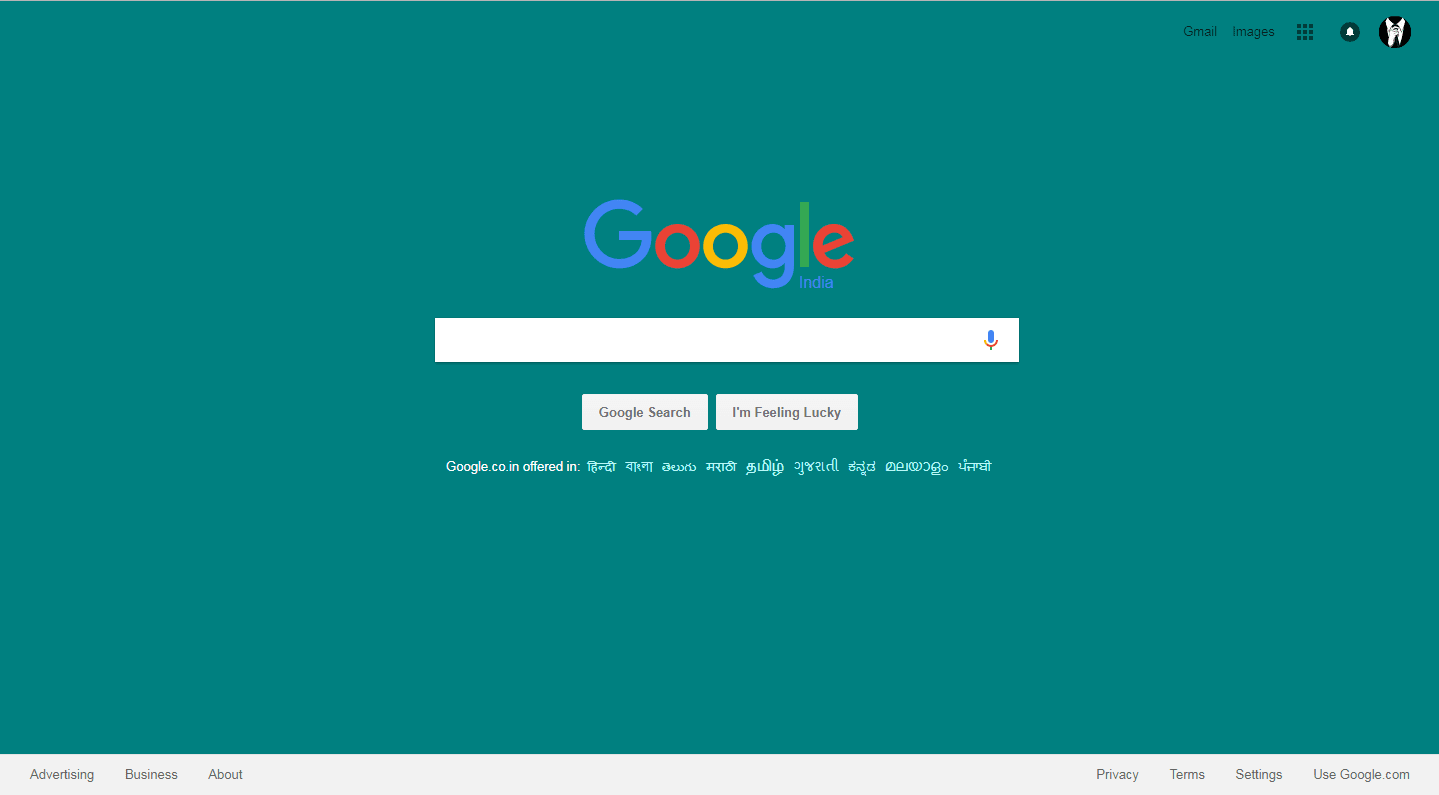 Gmail Images
Google
India
Google Search I'm Feeling Lucky
Google.co.in offered in: हिन्दी বাংলা తెలుగు मराठी தமிழ் ગુજરાતી ಕನ್ನಡ മലയാളം ਪੰਜਾਬੀ
Advertising Business About Privacy Terms Settings Use Google.com